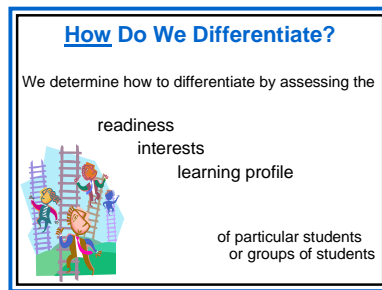 How Do We Differentiate?
We determine how to differentiate by assessing the
readiness
interests
learning profile
of particular students
or groups of students